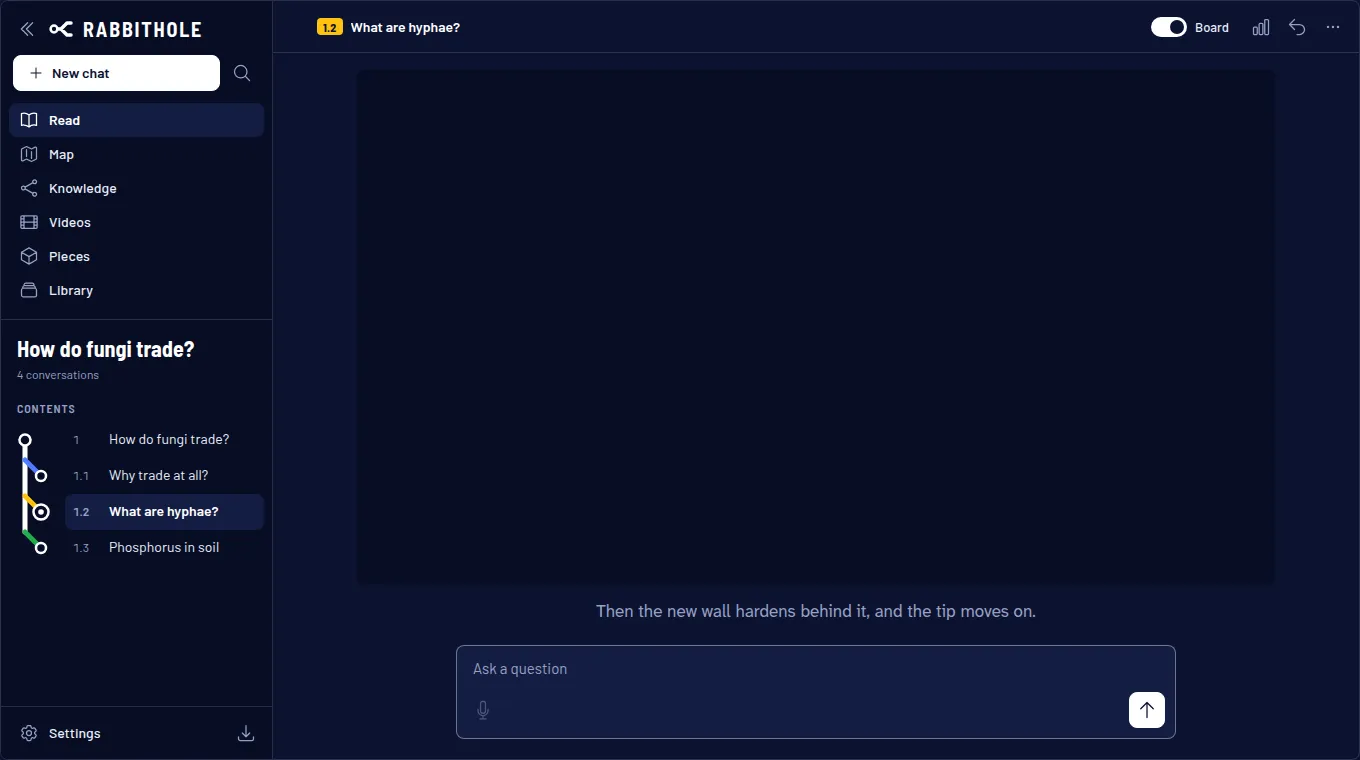 RABBITHOLE
New chat
Read
Map
Knowledge
Videos
Pieces
Library
How do fungi trade?
4 conversations
CONTENTS
1 How do fungi trade?
1.1 Why trade at all?
1.2 What are hyphae?
1.3 Phosphorus in soil
Settings
1.2 What are hyphae?
Board
Then the new wall hardens behind it, and the tip moves on.
Ask a question